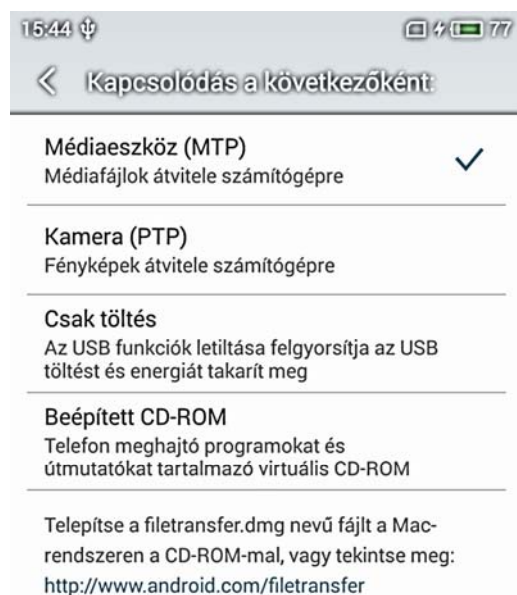 15:44 77
Kapcsolódás a következőként:
Médiaeszköz (MTP)
Médiafájlok átvitele számítógépre
Kamera (PTP)
Fényképek átvitele számítógépre
Csak töltés
Az USB funkciók letiltása felgyorsítja az USB
töltést és energiát takarít meg
Beépített CD-ROM
Telefon meghajtó programokat és
útmutatókat tartalmazó virtuális CD-ROM
Telepítse a filetransfer.dmg nevű fájlt a Mac-
rendszeren a CD-ROM-mal, vagy tekintse meg:
http://www.android.com/filetransfer